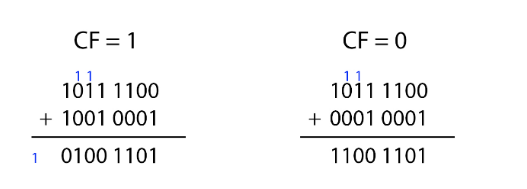 CF = 1
1 1
1011 1100
+ 1001 0001
1 0100 1101
CF = 0
1 1
1011 1100
+ 0001 0001
1100 1101